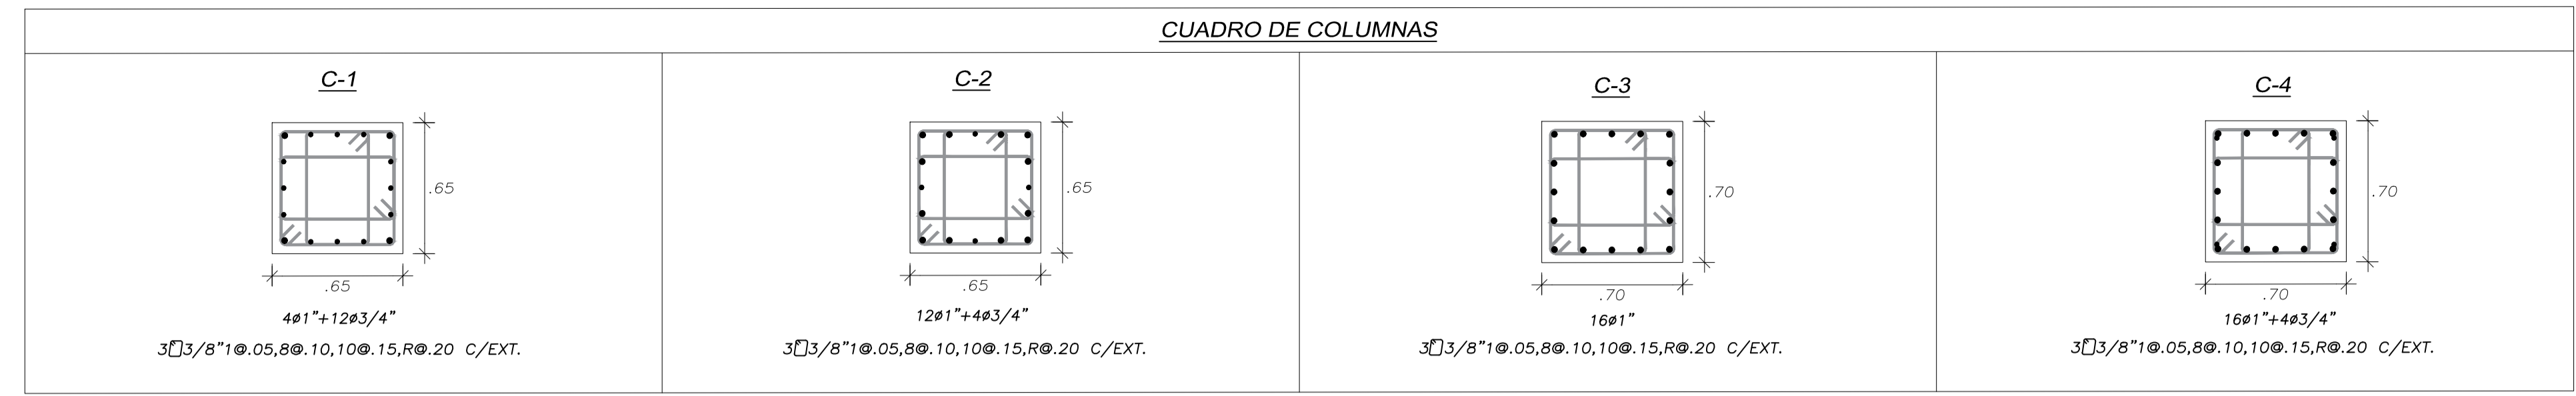 CUADRO DE COLUMNAS
C-1
.65
.65
4ø1"+12ø3/4"
3▯3/8"1@.05,8@.10,10@.15,R@.20 C/EXT.
C-2
.65
.65
12ø1"+4ø3/4"
3▯3/8"1@.05,8@.10,10@.15,R@.20 C/EXT.
C-3
.70
.70
16ø1"
3▯3/8"1@.05,8@.10,10@.15,R@.20 C/EXT.
C-4
.70
.70
16ø1"+4ø3/4"
3▯3/8"1@.05,8@.10,10@.15,R@.20 C/EXT.